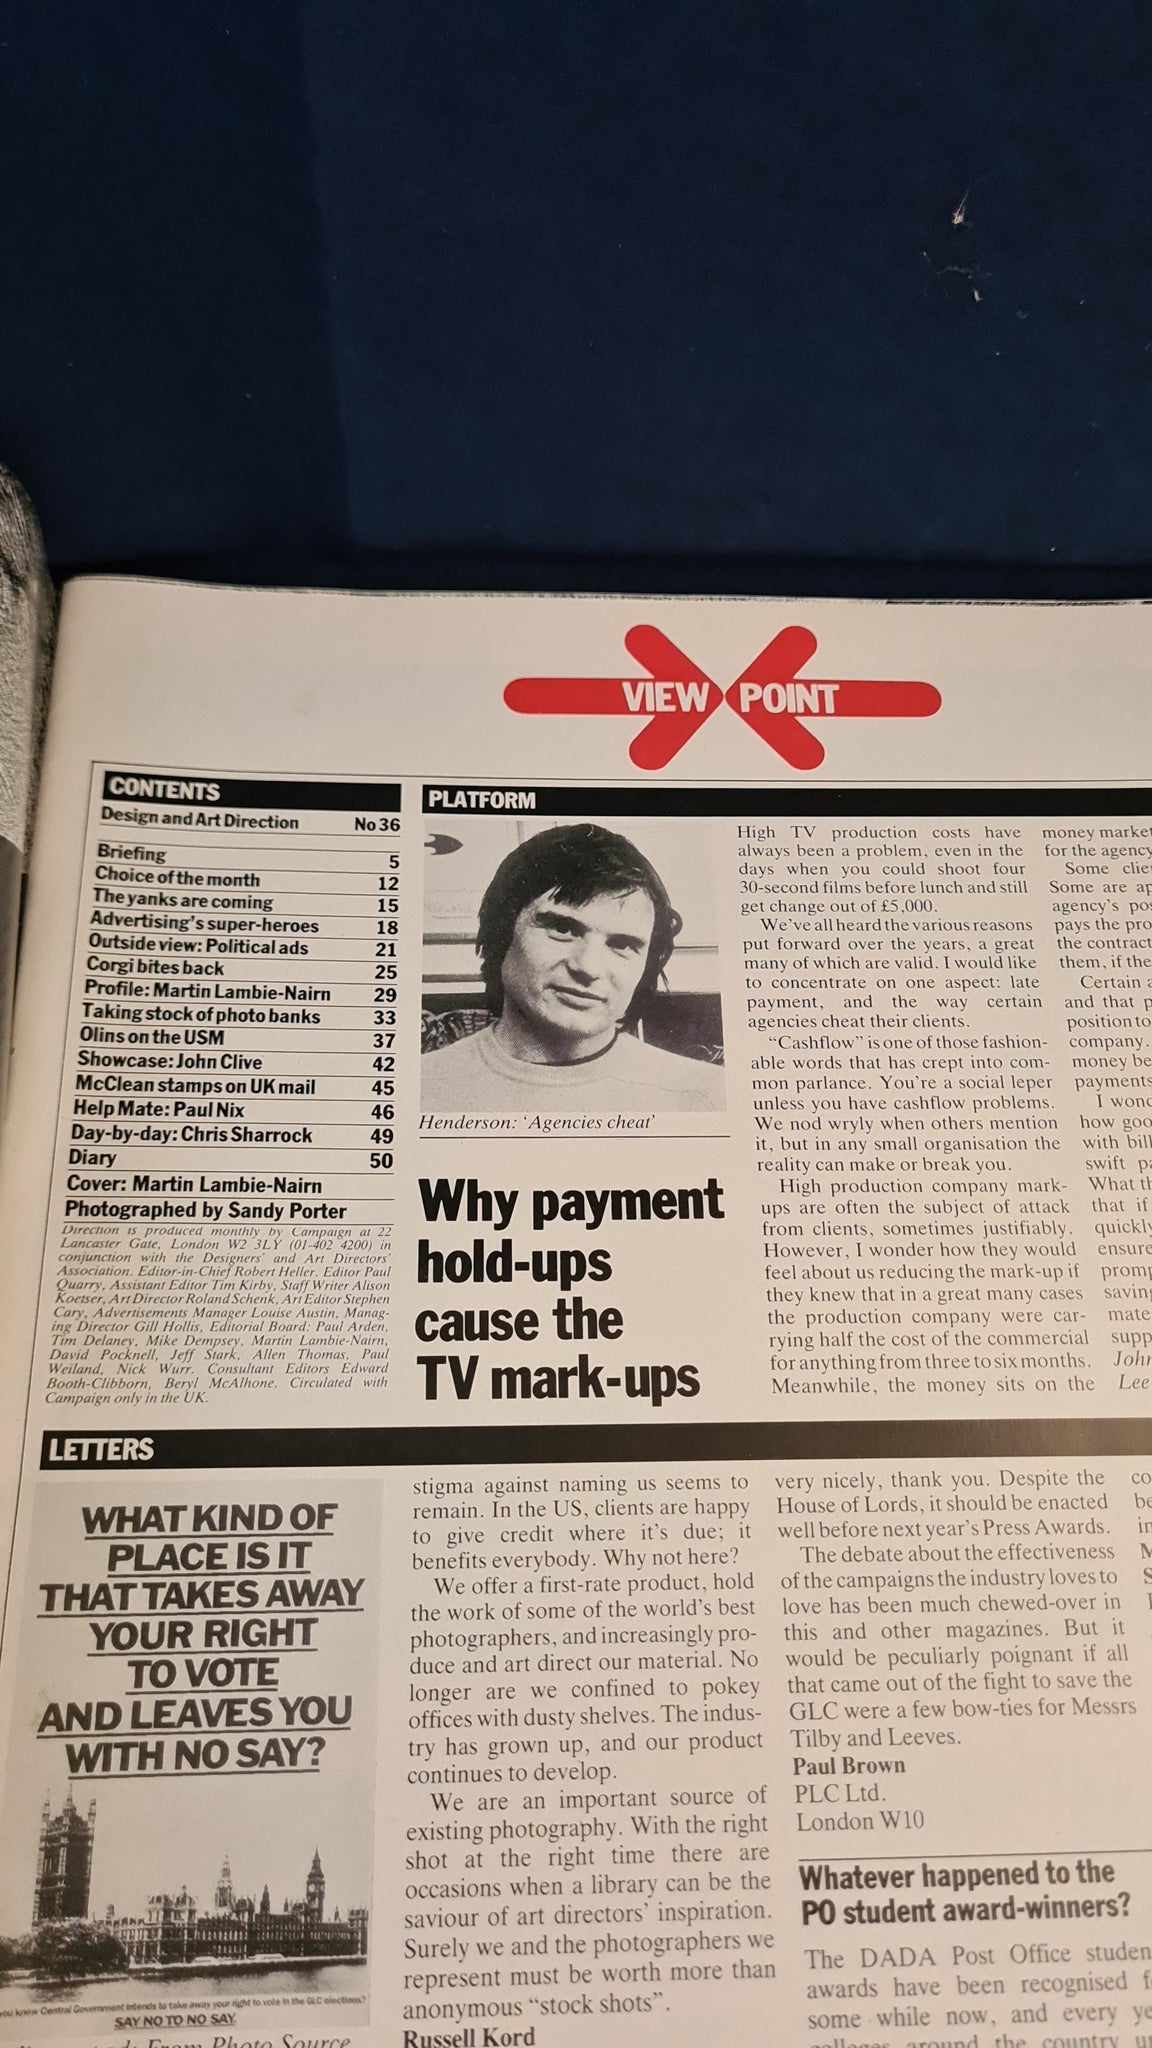 VIEW POINT
CONTENTS
Design and Art Direction No 36
Briefing 5
Choice of the month 12
The yanks are coming 15
Advertising's super-heroes 18
Outside view: Political ads 21
Corgi bites back 25
Profile: Martin Lambie-Nairn 29
Taking stock of photo banks 33
Olins on the USM 37
Showcase: John Clive 42
McClean stamps on UK mail 45
Help Mate: Paul Nix 46
Day-by-day: Chris Sharrock 49
Diary 50
Cover: Martin Lambie-Nairn
Photographed by Sandy Porter
Direction is produced monthly by Campaign at 22
Lancaster Gate, London W2 3LY (01-402 4200) in
conjunction with the Designers' and Art Directors'
Association. Editor-in-Chief Robert Heller. Editor Paul
Quarry, Assistant Editor Tim Kirby, Staff Writer Alison
Koetser, Art Director Roland Schenk, Art Editor Stephen
Cary, Advertisements Manager Louise Austin, Manag-
ing Director Gill Hollis, Editorial Board: Paul Arden,
Tim Delaney, Mike Dempsey, Martin Lambie-Nairn,
David Pocknell, Jeff Stark, Allen Thomas, Paul
Weiland, Nick Wurr. Consultant Editors Edward
Booth-Clibborn, Beryl McAlhone. Circulated with
Campaign only in the UK.
PLATFORM
Henderson: 'Agencies cheat'
Why payment
hold-ups
cause the
TV mark-ups
High TV production costs have
always been a problem, even in the
days when you could shoot four
30-second films before lunch and still
get change out of £5,000.
We've all heard the various reasons
put forward over the years, a great
many of which are valid. I would like
to concentrate on one aspect: late
payment, and the way certain
agencies cheat their clients.
"Cashflow" is one of those fashion-
able words that has crept into com-
mon parlance. You're a social leper
unless you have cashflow problems.
We nod wryly when others mention
it, but in any small organisation the
reality can make or break you.
High production company mark-
ups are often the subject of attack
from clients, sometimes justifiably.
However, I wonder how they would
feel about us reducing the mark-up if
they knew that in a great many cases
the production company were car-
rying half the cost of the commercial
for anything from three to six months.
Meanwhile, the money sits on the
money market
for the agency
Some
Some are
agency's
pays the
the contract
them, if the
Certain
and that
position to
company.
money
payments
I
how
with
swift
What
that if
quickly
ensure

Lee
LETTERS
WHAT KIND OF
PLACE IS IT
THAT TAKES AWAY
YOUR RIGHT
TO VOTE
AND LEAVES YOU
WITH NO SAY?
you know Central Government intends to take away your right to vote in the GLC elections?
SAY NO TO NO SAY.
From Photo Source
stigma against naming us seems to
remain. In the US, clients are happy
to give credit where it's due; it
benefits everybody. Why not here?
We offer a first-rate product, hold
the work of some of the world's best
photographers, and increasingly pro-
duce and art direct our material. No
longer are we confined to pokey
offices with dusty shelves. The indus-
try has grown up, and our product
continues to develop.
We are an important source of
existing photography. With the right
shot at the right time there are
occasions when a library can be the
saviour of art directors' inspiration.
Surely we and the photographers we
represent must be worth more than
anonymous "stock shots".
Russell Kord
very nicely, thank you. Despite the
House of Lords, it should be enacted
well before next year's Press Awards.
The debate about the effectiveness
of the campaigns the industry loves to
love has been much chewed-over in
this and other magazines. But it
would be peculiarly poignant if all
that came out of the fight to save the
GLC were a few bow-ties for Messrs
Tilby and Leeves.
Paul Brown
PLC Ltd.
London W10
Whatever happened to the
PO student award-winners?
The DADA Post Office studen
awards have been recognised
some while now, and every
colleges around the country